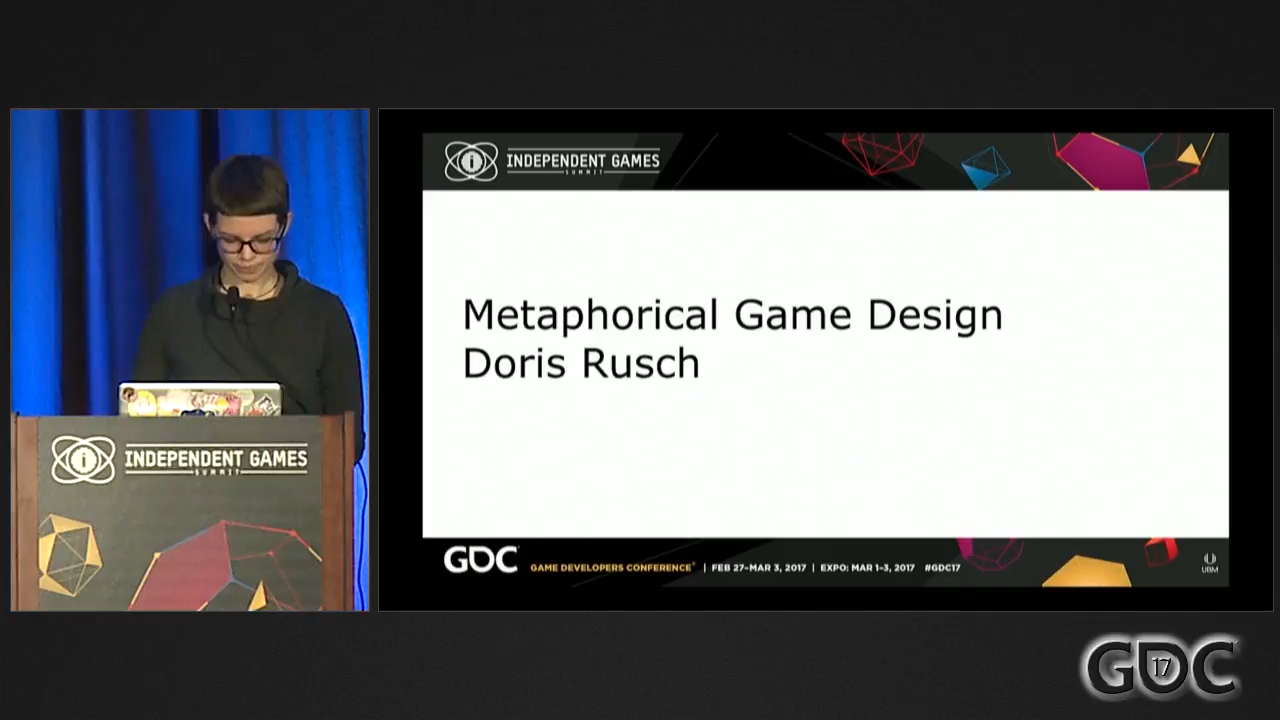 INDEPENDENT GAMES
SUMMIT
Metaphorical Game Design
Doris Rusch
INDEPENDENT GAMES
SUMMIT
GDC
GAME DEVELOPERS CONFERENCE® | FEB 27–MAR 3, 2017 | EXPO: MAR 1–3, 2017 #GDC17
UBM
GDC
17